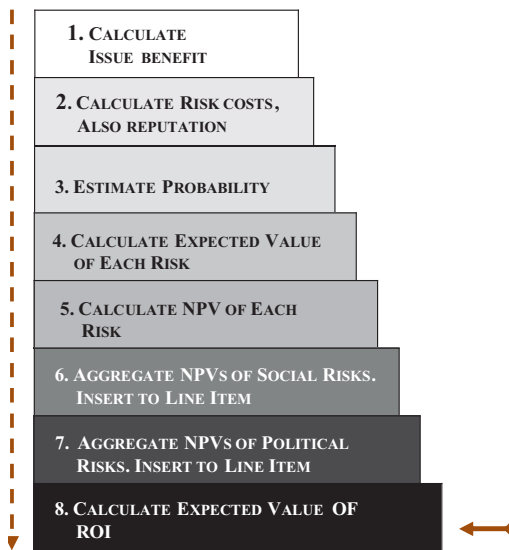 1. CALCULATE
ISSUE BENEFIT
2. CALCULATE RISK COSTS,
ALSO REPUTATION
3. ESTIMATE PROBABILITY
4. CALCULATE EXPECTED VALUE
OF EACH RISK
5. CALCULATE NPV OF EACH
RISK
6. AGGREGATE NPVS OF SOCIAL RISKS.
INSERT TO LINE ITEM
7. AGGREGATE NPVS OF POLITICAL
RISKS. INSERT TO LINE ITEM
8. CALCULATE EXPECTED VALUE OF
ROI